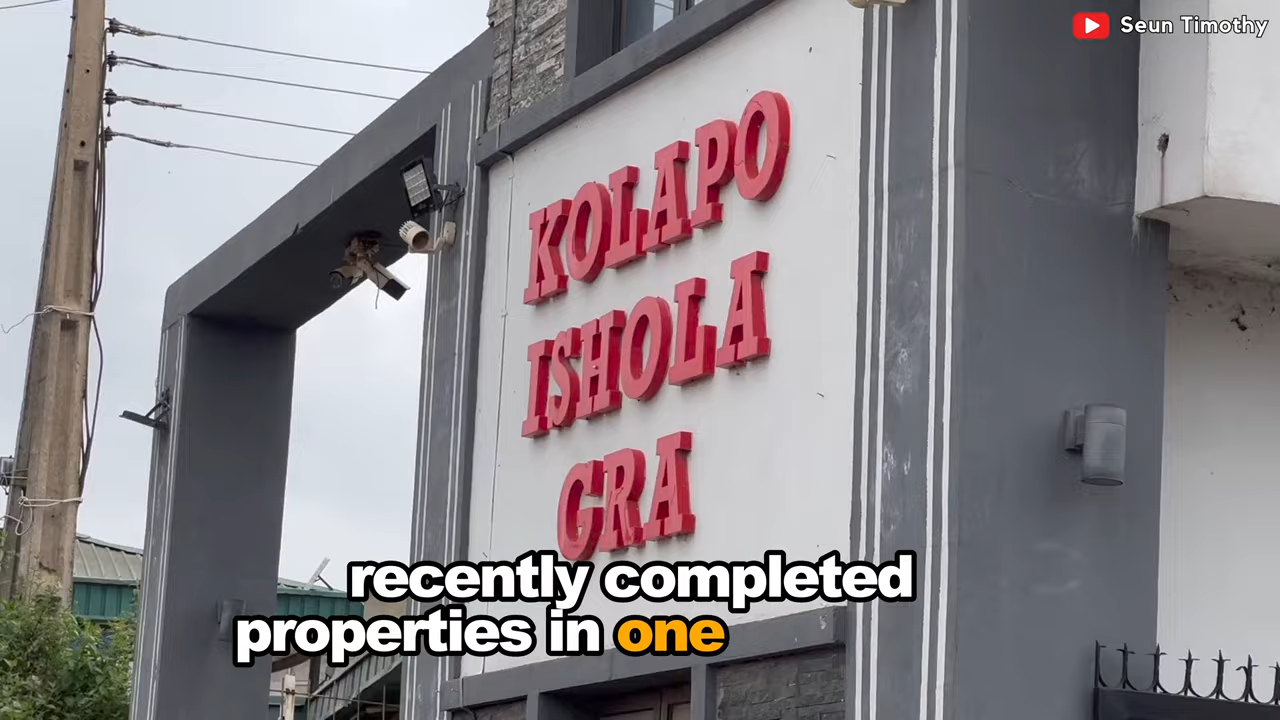 Seun Timothy
KOLAPO
ISHOLA
GRA
recently completed
properties in one